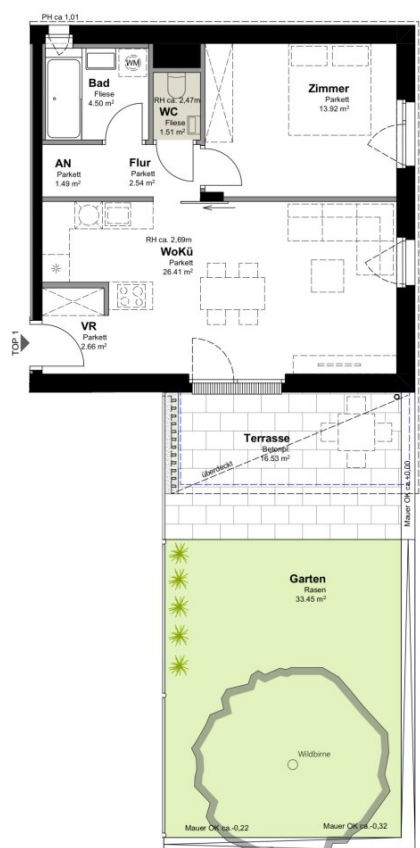 PH ca 1,01
Bad
Fliese
4.50 m²
WM
RH ca. 2,47m
WC
Fliese
1.51 m²
Zimmer
Parkett
13.92 m²
AN
Parkett
1.49 m²
Flur
Parkett
2.54 m²
RH ca. 2,69m
WoKü
Parkett
26.41 m²
TOP 1
VR
Parkett
2.66 m²
Terrasse
Betonpl.
16.53 m²
überdeckt
Mauer OK ca ±0,00
Garten
Rasen
33.45 m²
Wildbirne
Mauer OK ca.-0,22
Mauer OK ca.-0,32